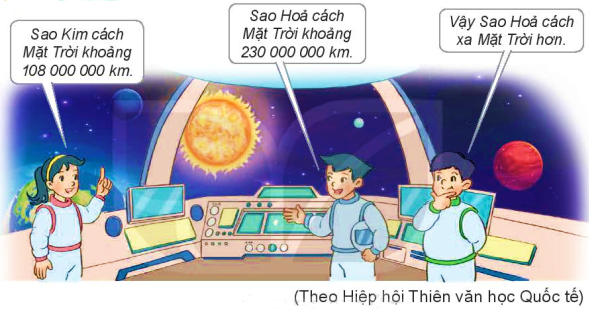 Sao Kim cách
Mặt Trời khoảng
108 000 000 km.
Sao Hoả cách
Mặt Trời khoảng
230 000 000 km.
Vậy Sao Hoả cách
xa Mặt Trời hơn.
(Theo Hiệp hội Thiên văn học Quốc tế)